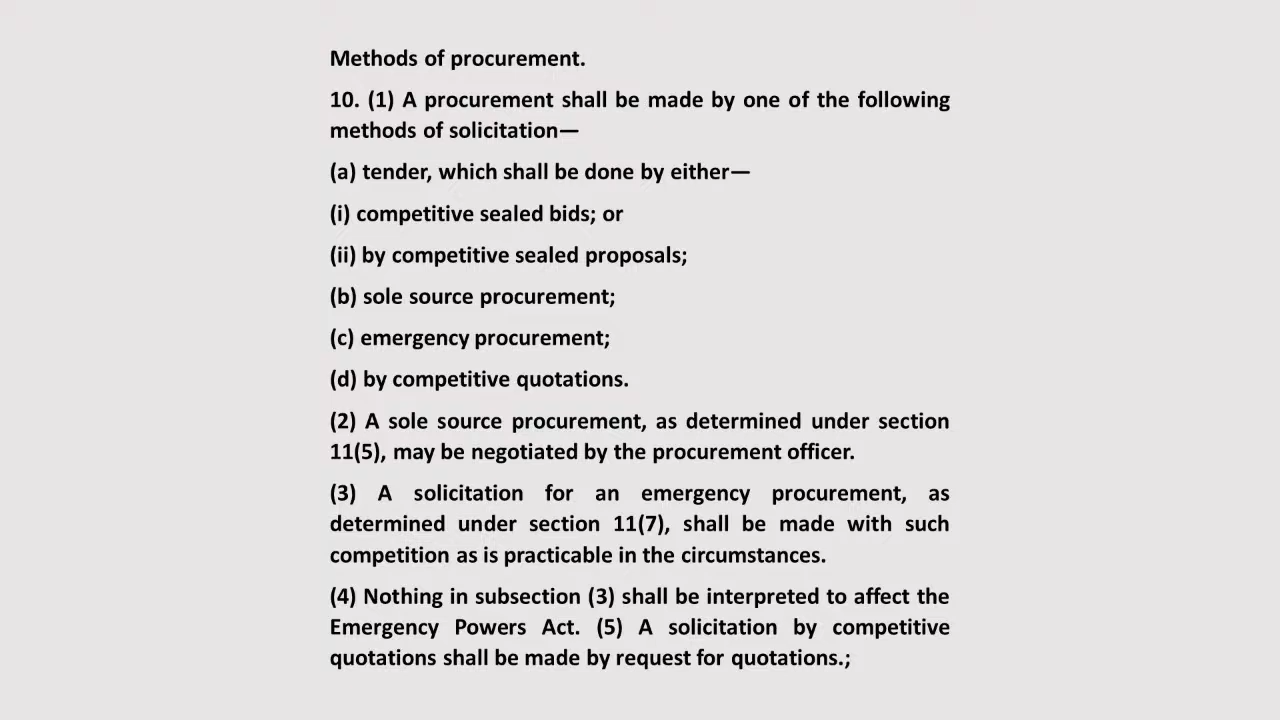 Methods of procurement.
10. (1) A procurement shall be made by one of the following
methods of solicitation—
(a) tender, which shall be done by either—
(i) competitive sealed bids; or
(ii) by competitive sealed proposals;
(b) sole source procurement;
(c) emergency procurement;
(d) by competitive quotations.
(2) A sole source procurement, as determined under section
11(5), may be negotiated by the procurement officer.
(3) A solicitation for an emergency procurement, as
determined under section 11(7), shall be made with such
competition as is practicable in the circumstances.
(4) Nothing in subsection (3) shall be interpreted to affect the
Emergency Powers Act. (5) A solicitation by competitive
quotations shall be made by request for quotations.;